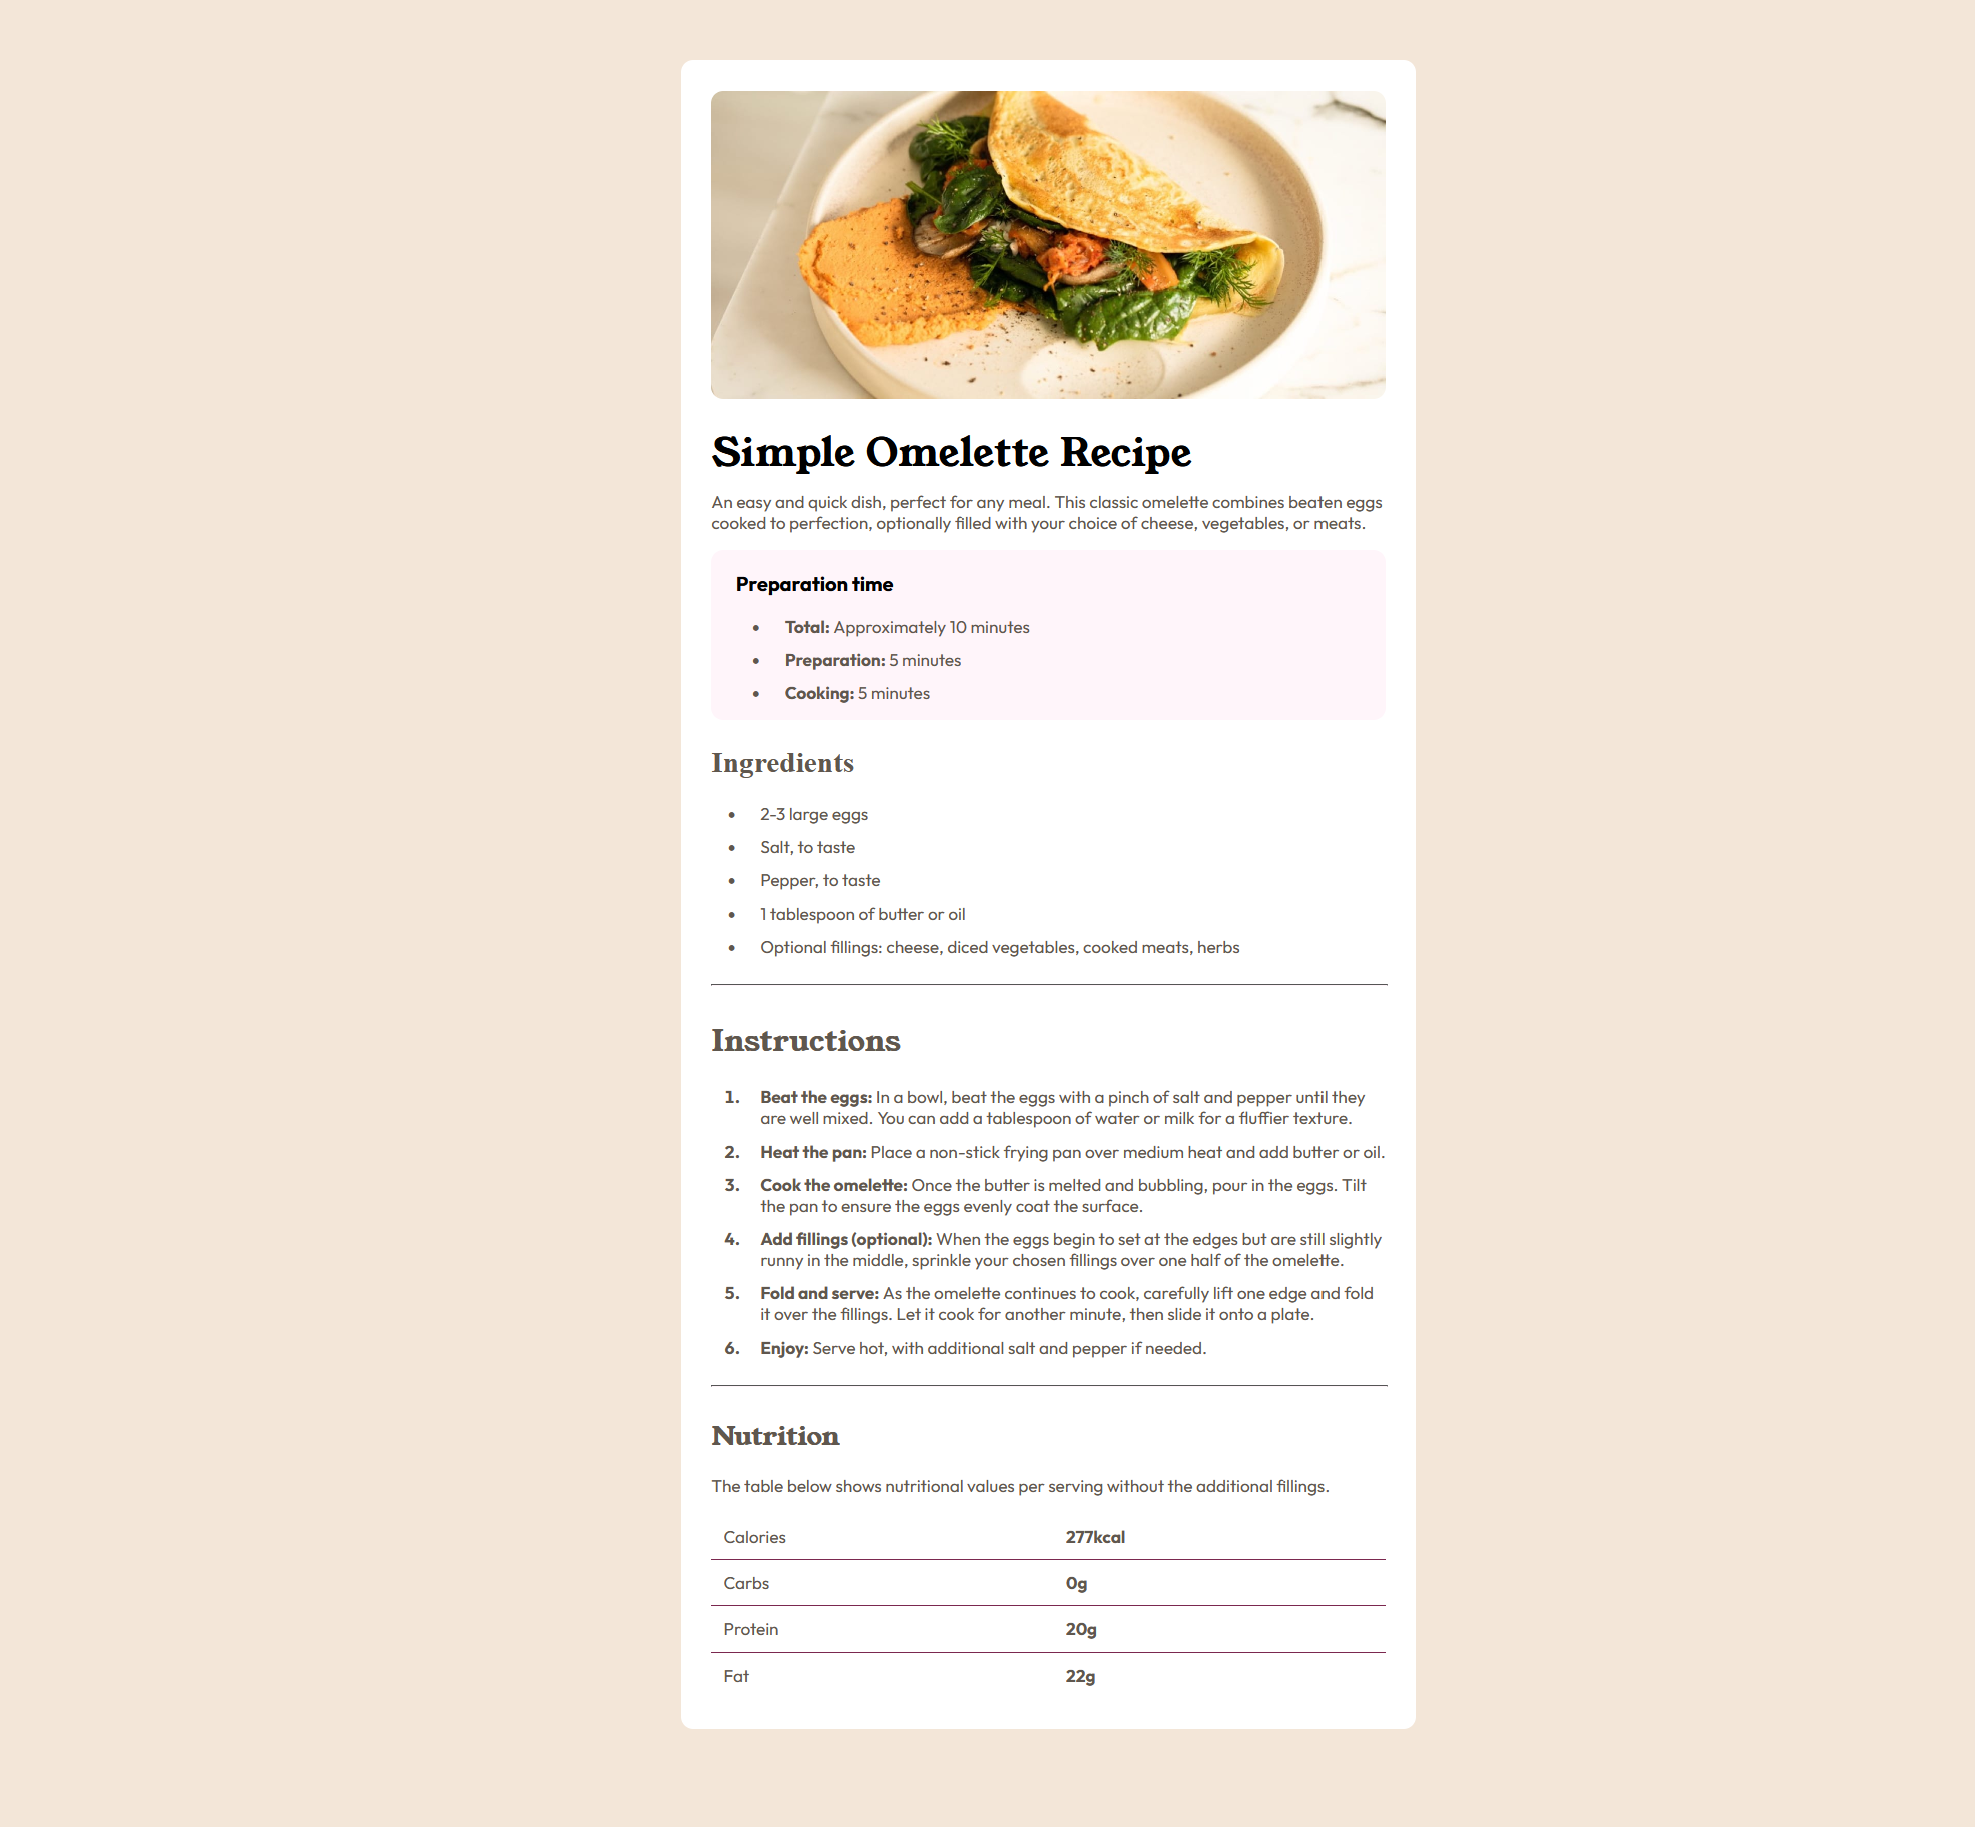 Simple Omelette Recipe
An easy and quick dish, perfect for any meal. This classic omelette combines beaten eggs
cooked to perfection, optionally filled with your choice of cheese, vegetables, or meats.
Preparation time
• Total: Approximately 10 minutes
• Preparation: 5 minutes
• Cooking: 5 minutes
Ingredients
• 2-3 large eggs
• Salt, to taste
• Pepper, to taste
• 1 tablespoon of butter or oil
• Optional fillings: cheese, diced vegetables, cooked meats, herbs
Instructions
1. Beat the eggs: In a bowl, beat the eggs with a pinch of salt and pepper until they
are well mixed. You can add a tablespoon of water or milk for a fluffier texture.
2. Heat the pan: Place a non-stick frying pan over medium heat and add butter or oil.
3. Cook the omelette: Once the butter is melted and bubbling, pour in the eggs. Tilt
the pan to ensure the eggs evenly coat the surface.
4. Add fillings (optional): When the eggs begin to set at the edges but are still slightly
runny in the middle, sprinkle your chosen fillings over one half of the omelette.
5. Fold and serve: As the omelette continues to cook, carefully lift one edge and fold
it over the fillings. Let it cook for another minute, then slide it onto a plate.
6. Enjoy: Serve hot, with additional salt and pepper if needed.
Nutrition
The table below shows nutritional values per serving without the additional fillings.
Calories 277kcal
Carbs 0g
Protein 20g
Fat 22g